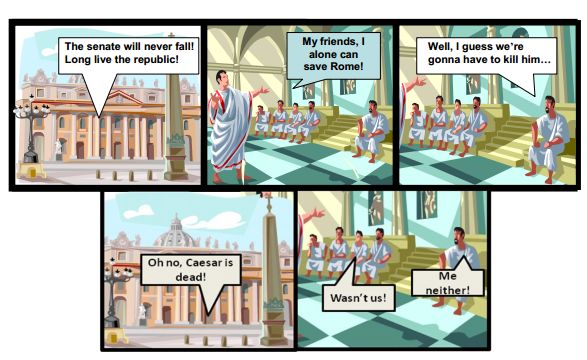 The senate will never fall!
Long live the republic!
My friends, I
alone can
save Rome!
Well, I guess we're
gonna have to kill him...
Oh no, Caesar is
dead!
Wasn't us!
Me
neither!